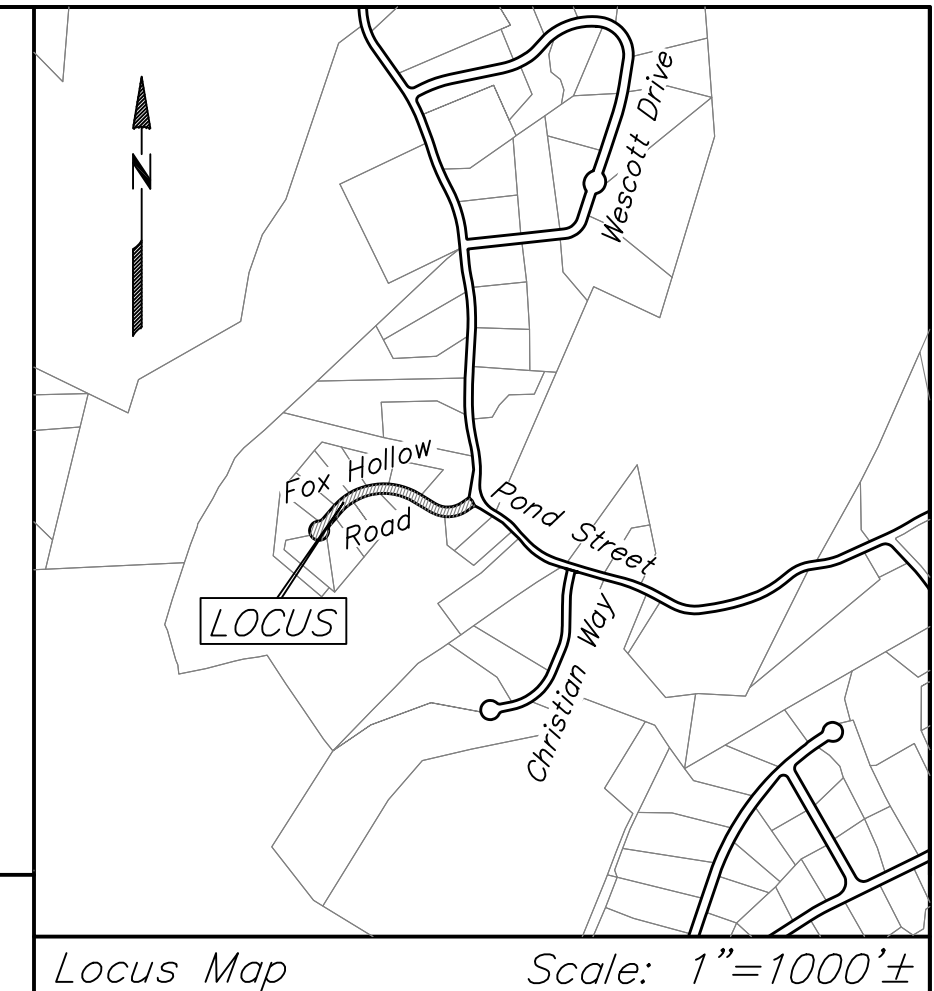 N
Wescott Drive
Fox Hollow
Road
Pond Street
LOCUS
Christian Way
Locus Map
Scale: 1"=1000'±